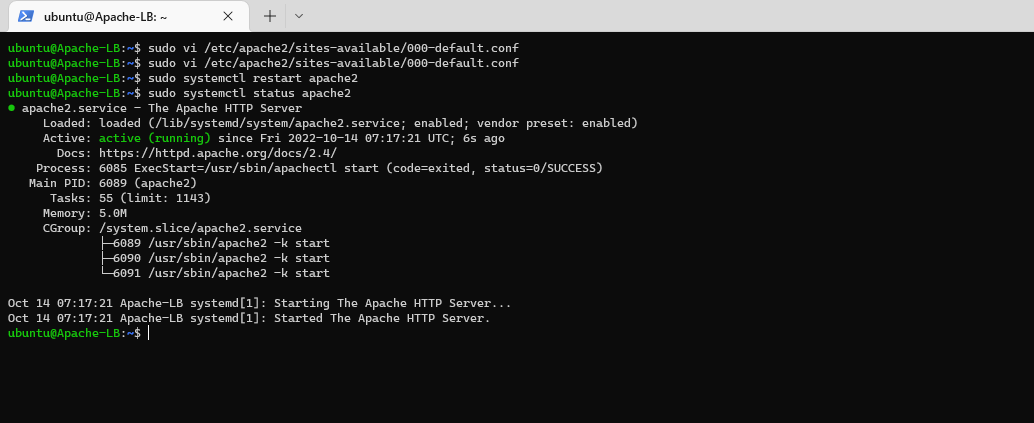 ubuntu@Apache-LB: ~
ubuntu@Apache-LB:~$ sudo vi /etc/apache2/sites-available/000-default.conf
ubuntu@Apache-LB:~$ sudo vi /etc/apache2/sites-available/000-default.conf
ubuntu@Apache-LB:~$ sudo systemctl restart apache2
ubuntu@Apache-LB:~$ sudo systemctl status apache2
● apache2.service - The Apache HTTP Server
     Loaded: loaded (/lib/systemd/system/apache2.service; enabled; vendor preset: enabled)
     Active: active (running) since Fri 2022-10-14 07:17:21 UTC; 6s ago
       Docs: https://httpd.apache.org/docs/2.4/
    Process: 6085 ExecStart=/usr/sbin/apachectl start (code=exited, status=0/SUCCESS)
   Main PID: 6089 (apache2)
      Tasks: 55 (limit: 1143)
     Memory: 5.0M
     CGroup: /system.slice/apache2.service
             ├─6089 /usr/sbin/apache2 -k start
             ├─6090 /usr/sbin/apache2 -k start
             └─6091 /usr/sbin/apache2 -k start
Oct 14 07:17:21 Apache-LB systemd[1]: Starting The Apache HTTP Server...
Oct 14 07:17:21 Apache-LB systemd[1]: Started The Apache HTTP Server.
ubuntu@Apache-LB:~$